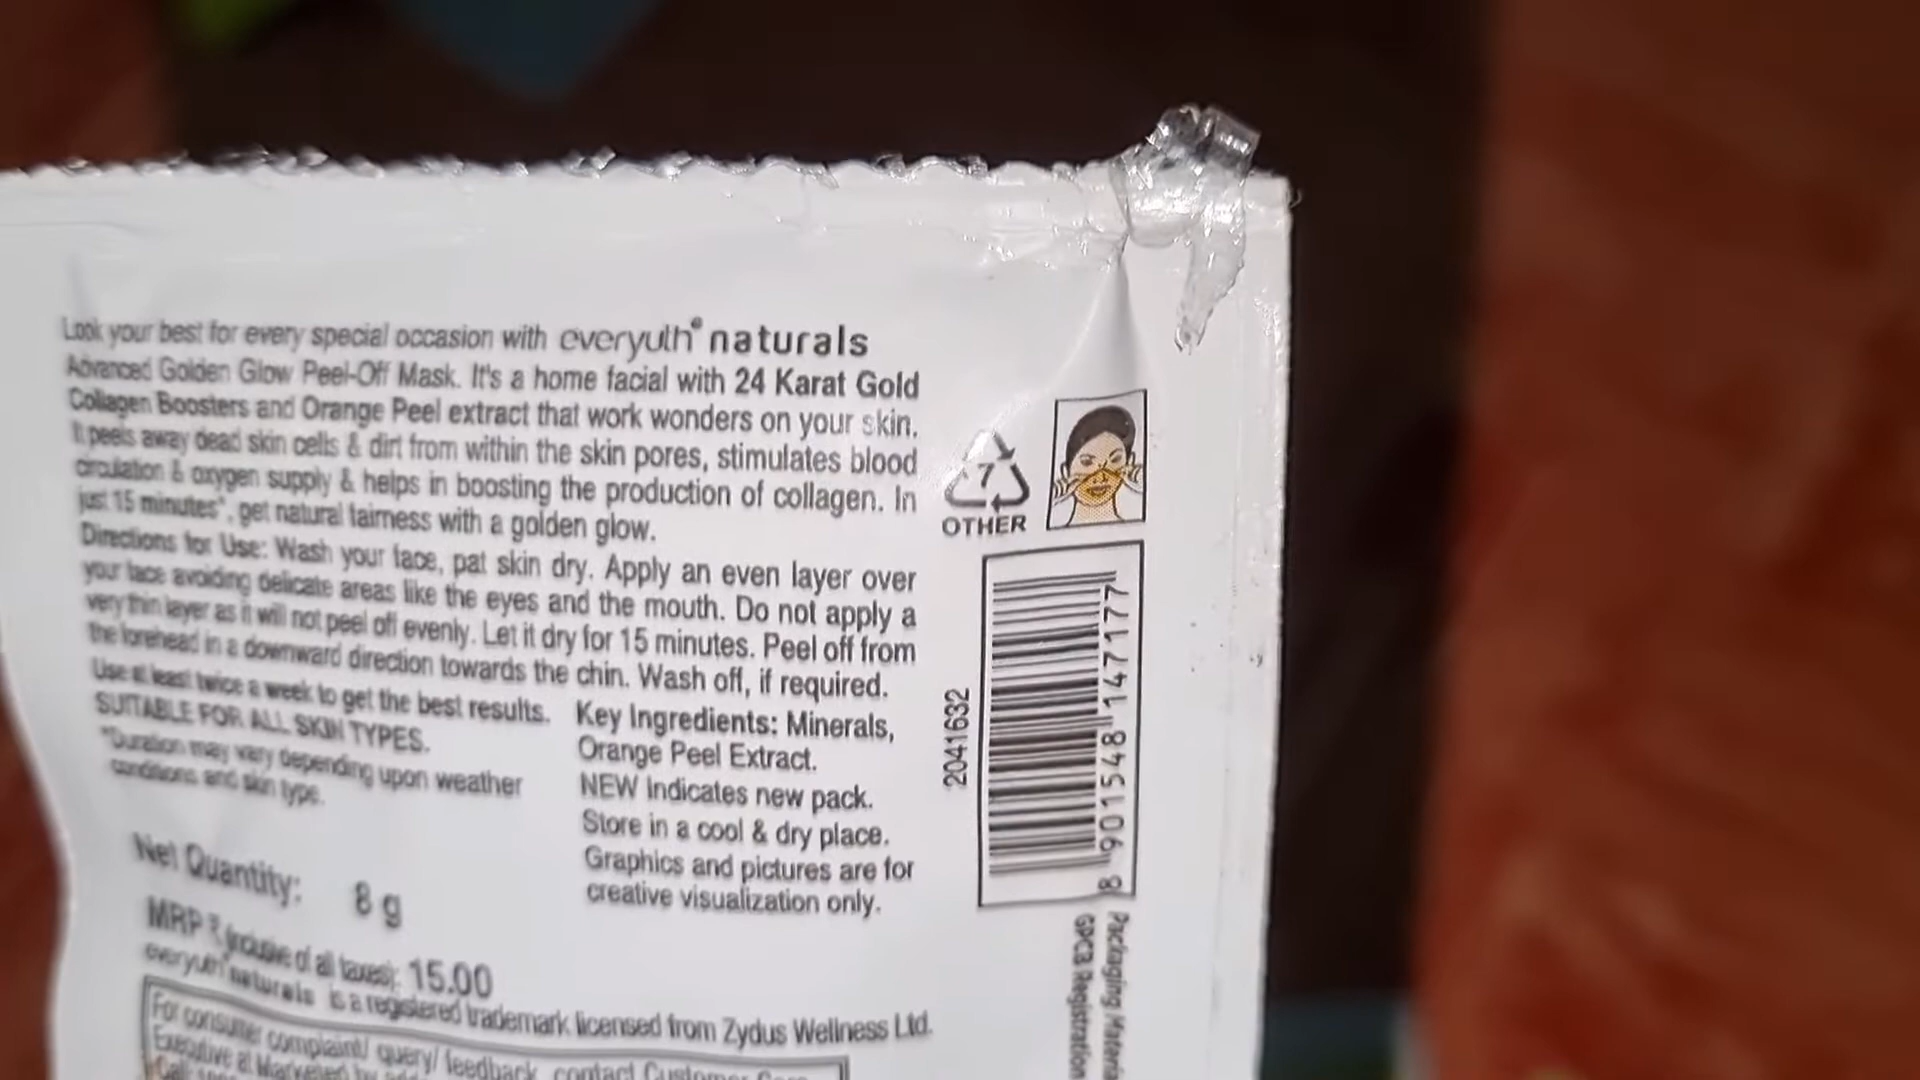 Look your best for every special occasion with everyuth® naturals
Advanced Golden Glow Peel-Off Mask. It's a home facial with 24 Karat Gold
Collagen Boosters and Orange Peel extract that work wonders on your skin.
It peels away dead skin cells & dirt from within the skin pores, stimulates blood
circulation & oxygen supply & helps in boosting the production of collagen. In
just 15 minutes*, get natural fairness with a golden glow.
Directions for Use: Wash your face, pat skin dry. Apply an even layer over
your face avoiding delicate areas like the eyes and the mouth. Do not apply a
very thin layer as it will not peel off evenly. Let it dry for 15 minutes. Peel off from
the forehead in a downward direction towards the chin. Wash off, if required.
Use at least twice a week to get the best results.
SUITABLE FOR ALL SKIN TYPES.
*Duration may vary depending upon weather
conditions and skin type.
Key Ingredients: Minerals,
Orange Peel Extract.
NEW Indicates new pack.
Store in a cool & dry place.
Graphics and pictures are for
creative visualization only.
Net Quantity: 8 g
MRP ₹ (inclusive of all taxes): 15.00
everyuth naturals is a registered trademark licensed from Zydus Wellness Ltd.
For consumer complaint/ query/ feedback, contact Customer Care
Executive at Marketed by
7
OTHER
2041632
8 901548 147177
Packaging Material
GPCB Registration